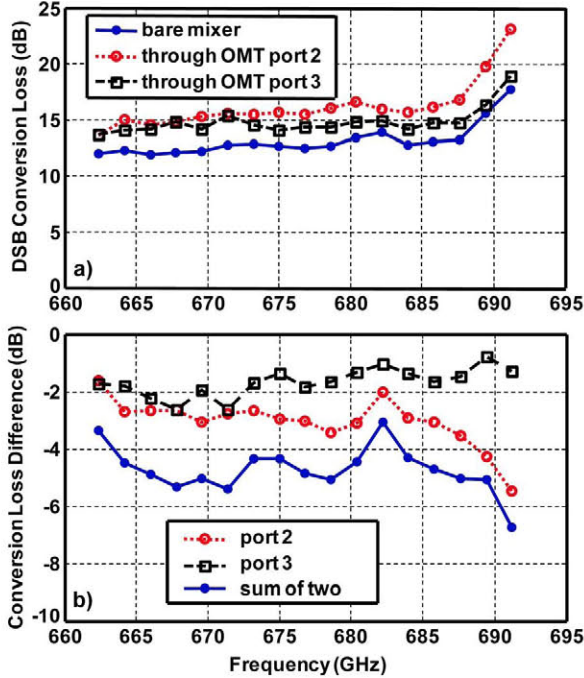 DSB Conversion Loss (dB)
25
20
15
10
5
0
bare mixer
through OMT port 2
through OMT port 3
a)
660 665 670 675 680 685 690 695
Conversion Loss Difference (dB)
0
-2
-4
-6
-8
-10
port 2
port 3
sum of two
b)
660 665 670 675 680 685 690 695
Frequency (GHz)